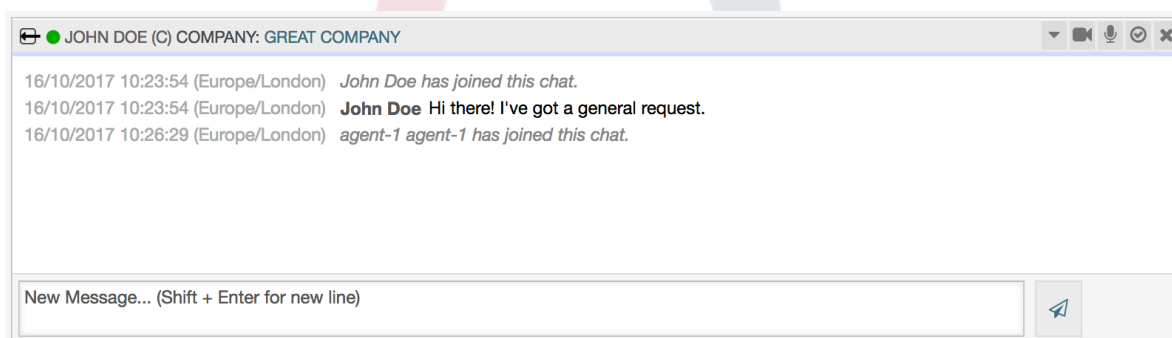 JOHN DOE (C) COMPANY: GREAT COMPANY
16/10/2017 10:23:54 (Europe/London) John Doe has joined this chat.
16/10/2017 10:23:54 (Europe/London) John Doe Hi there! I've got a general request.
16/10/2017 10:26:29 (Europe/London) agent-1 agent-1 has joined this chat.
New Message... (Shift + Enter for new line)